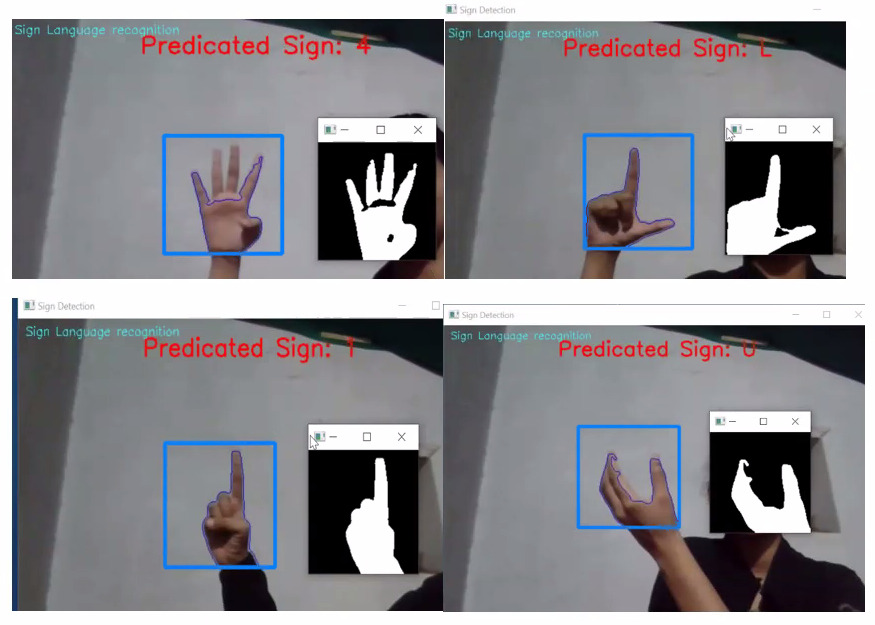 Sign Language recognition
Predicated Sign: 4
Sign Detection
Sign Language recognition
Predicated Sign: L
Sign Detection
Sign Language recognition
Predicated Sign: 1
Sign Detection
Sign Language recognition
Predicated Sign: U